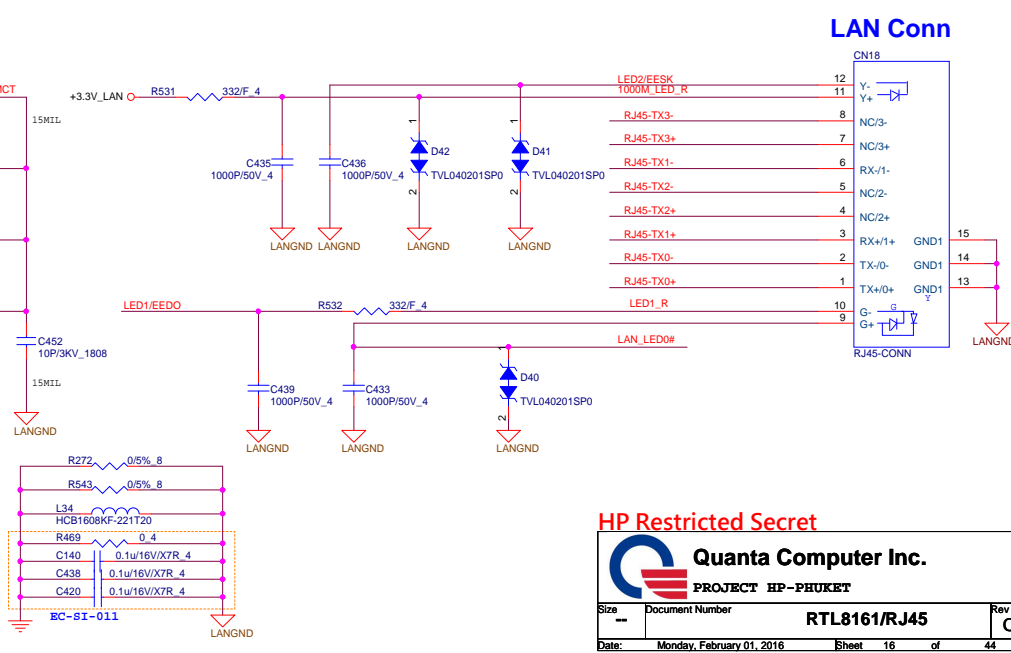 LAN Conn
CN18
MCT
+3.3V_LAN
R531
332/F_4
LED2/EESK
12
Y-
1000M_LED_R
11
Y+
15MIL
RJ45-TX3-
8
NC/3-
1
1
RJ45-TX3+
7
NC/3+
C435
1000P/50V_4
C436
1000P/50V_4
D42
TVL040201SP0
D41
TVL040201SP0
2
2
RJ45-TX1-
6
RX-/1-
RJ45-TX2-
5
NC/2-
RJ45-TX2+
4
NC/2+
RJ45-TX1+
3
RX+/1+
GND1
15
LANGND
LANGND
LANGND
LANGND
RJ45-TX0-
2
TX-/0-
GND1
14
RJ45-TX0+
1
TX+/0+
GND1
13
LED1/EEDO
R532
332/F_4
LED1_R
10
G-
G
Y
9
G+
LANGND
LAN_LED0#
RJ45-CONN
C452
10P/3KV_1808
15MIL
1
D40
TVL040201SP0
2
C439
1000P/50V_4
C433
1000P/50V_4
LANGND
LANGND
LANGND
LANGND
R272
0/5%_8
R543
0/5%_8
L34
HCB1608KF-221T20
R469
0_4
C140
0.1u/16V/X7R_4
C438
0.1u/16V/X7R_4
C420
0.1u/16V/X7R_4
EC-SI-011
LANGND
HP Restricted Secret
Quanta Computer Inc.
PROJECT HP-PHUKET
Size
--
Document Number
RTL8161/RJ45
Rev
Date:
Monday, February 01, 2016
Sheet
16
of
44